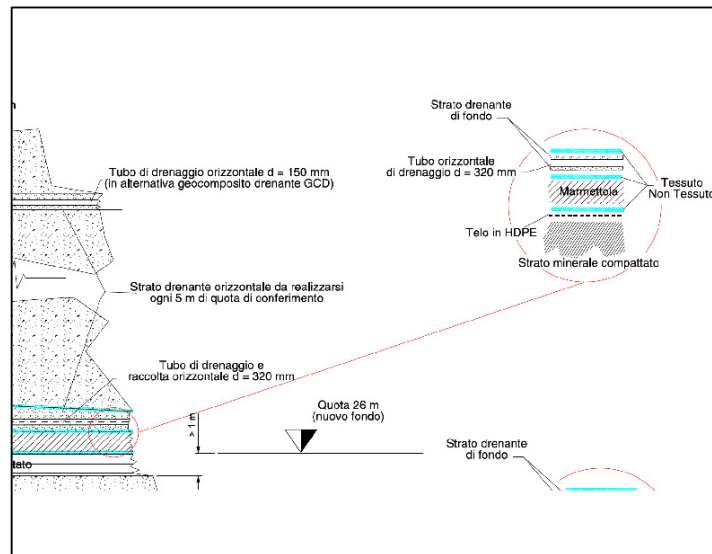 Strato drenante
di fondo
Tubo di drenaggio orizzontale d = 150 mm
(in alternativa geocomposito drenante GCD)
Tubo orizzontale
di drenaggio d = 320 mm
Marmettola
Tessuto
Non Tessuto
Telo in HDPE
Strato minerale compattato
Strato drenante orizzontale da realizzarsi
ogni 5 m di quota di conferimento
Tubo di drenaggio e
raccolta orizzontale d = 320 mm
Quota 26 m
(nuovo fondo)
> 1 m
tato
Strato drenante
di fondo